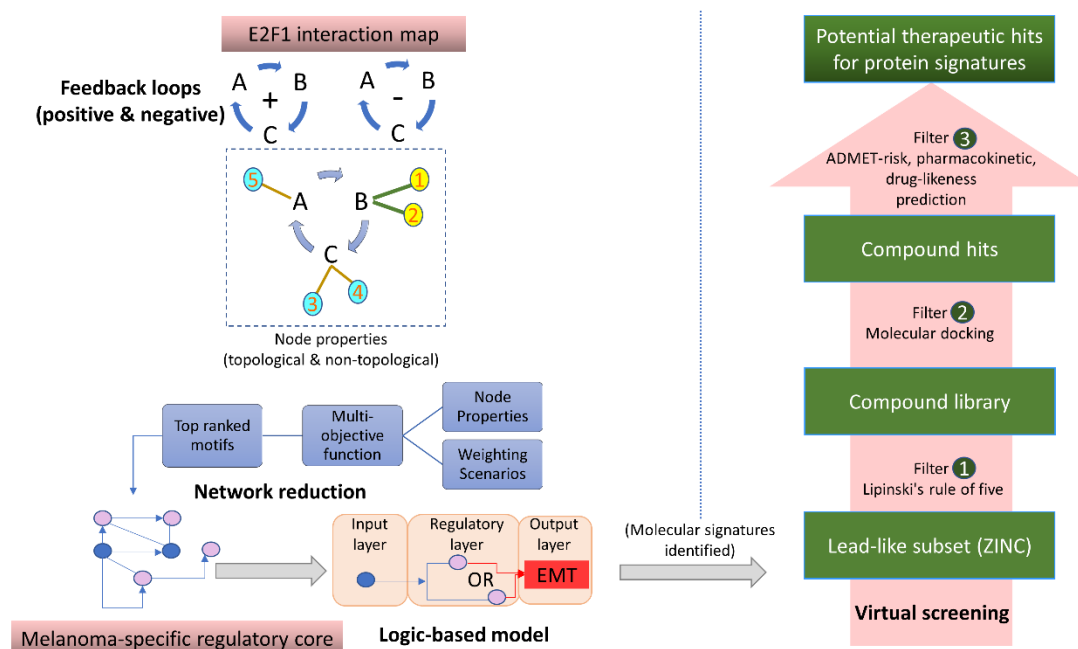 E2F1 interaction map
Feedback loops
(positive & negative)
A
B
+
C
A
B
-
C
5
A
B
1
2
C
3
4
Node properties
(topological & non-topological)
Top ranked
motifs
Multi-
objective
function
Node
Properties
Weighting
Scenarios
Network reduction
Melanoma-specific regulatory core
Input
layer
Regulatory
layer
Output
layer
OR
EMT
Logic-based model
(Molecular signatures
identified)
Potential therapeutic hits
for protein signatures
Filter 3
ADMET-risk, pharmacokinetic,
drug-likeness
prediction
Compound hits
Filter 2
Molecular docking
Compound library
Filter 1
Lipinski's rule of five
Lead-like subset (ZINC)
Virtual screening